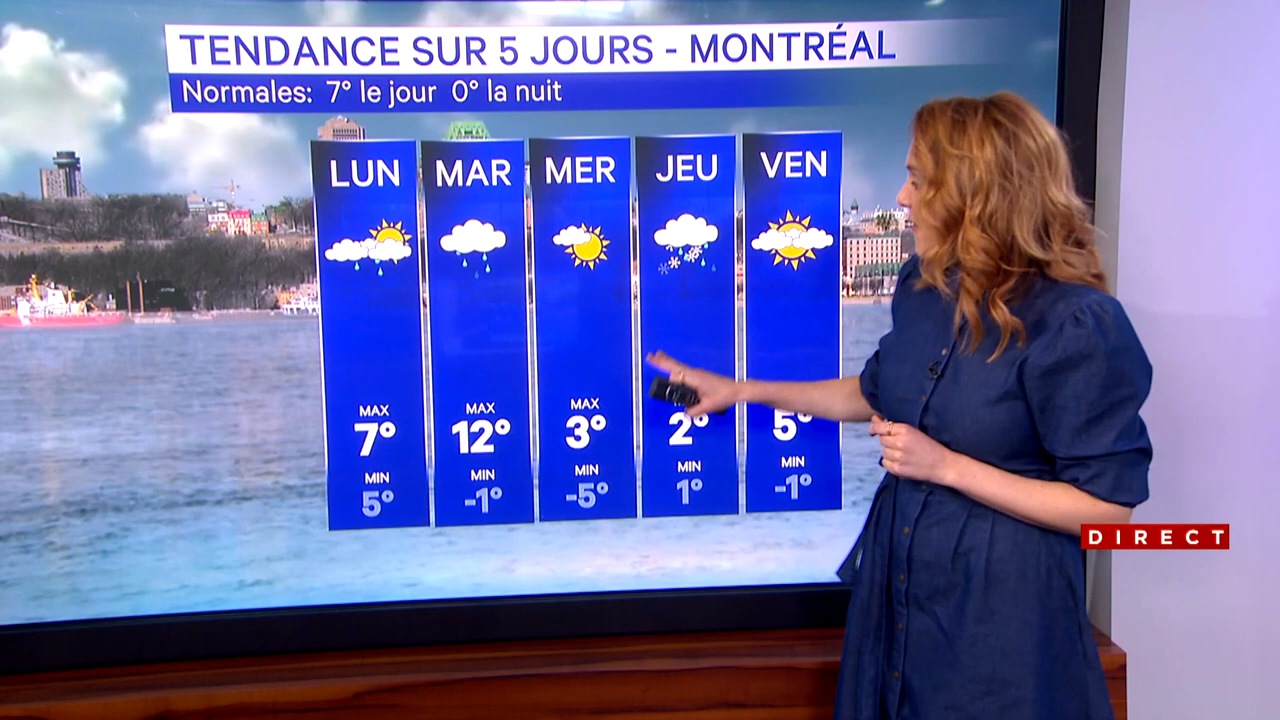 TENDANCE SUR 5 JOURS - MONTRÉAL
Normales: 7° le jour 0° la nuit
LUN MAR MER JEU VEN
MAX MAX MAX
7° 12° 3° 2° 5°
MIN MIN MIN MIN MIN
5° -1° -5° 1° -1°
DIRECT